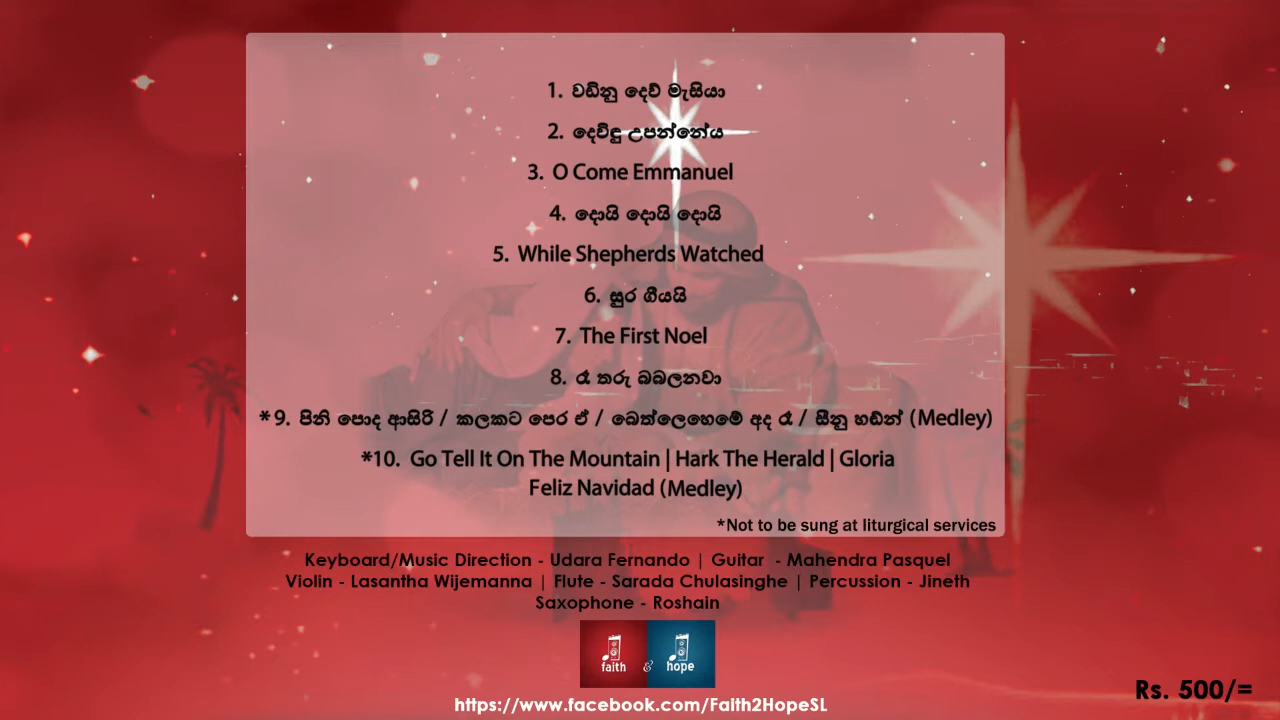 1. වඩිනු දෙව් මැසියා
2. දෙවිඳු උපන්නේය
3. O Come Emmanuel
4. දොයි දොයි දොයි
5. While Shepherds Watched
6. සුර ගීයයි
7. The First Noel
8. රෑ තරු බබලනවා
*9. පිනි පොද ආසිරි / කලකට පෙර ඒ / බෙත්ලෙහෙමේ අද රෑ / සීනු හඬින් (Medley)
*10. Go Tell It On The Mountain | Hark The Herald | Gloria
Feliz Navidad (Medley)
*Not to be sung at liturgical services
Keyboard/Music Direction - Udara Fernando | Guitar - Mahendra Pasquel
Violin - Lasantha Wijemanna | Flute - Sarada Chulasinghe | Percussion - Jineth
Saxophone - Roshain
faith & hope
https://www.facebook.com/Faith2HopeSL
Rs. 500/=